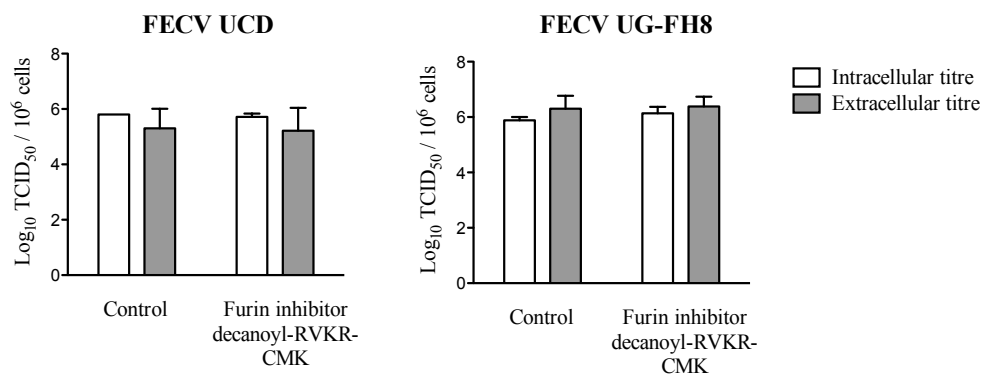 FECV UCD
Log10 TCID50 / 10^6 cells
8
6
4
2
0
Control
Furin inhibitor
decanoyl-RVKR-
CMK
FECV UG-FH8
Log10 TCID50 / 10^6 cells
8
6
4
2
0
Control
Furin inhibitor
decanoyl-RVKR-
CMK
Intracellular titre
Extracellular titre